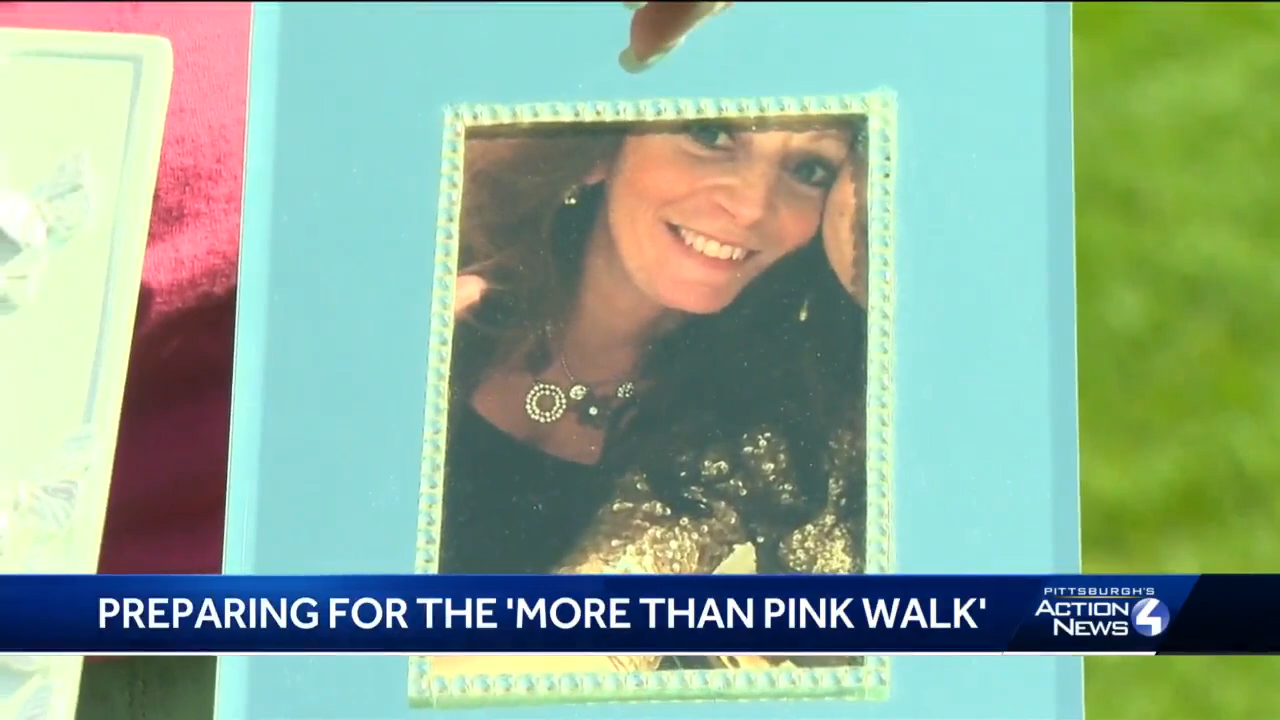 PREPARING FOR THE 'MORE THAN PINK WALK'
PITTSBURGH'S
ACTION
NEWS 4